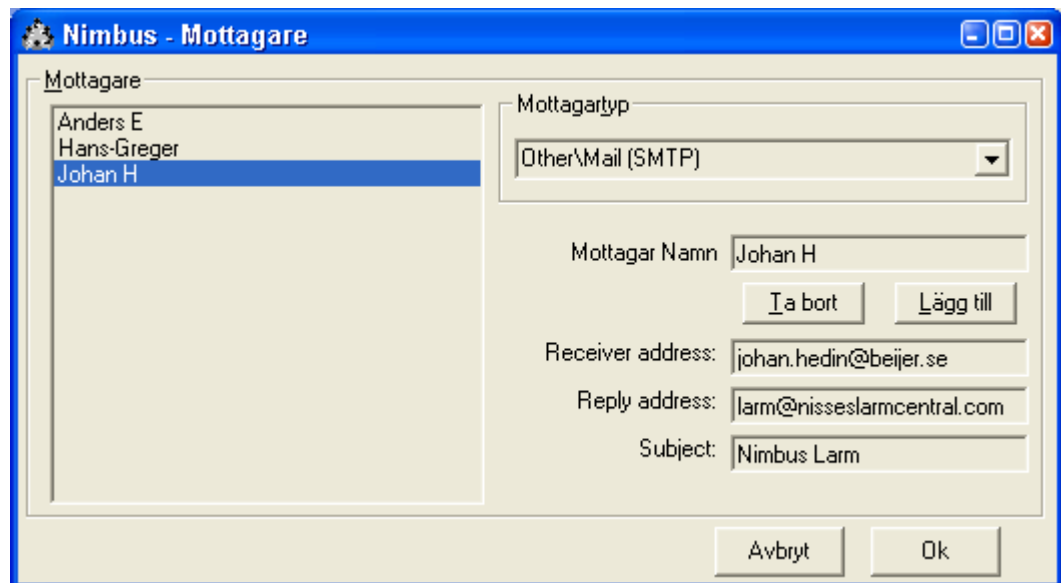 Nimbus - Mottagare
Mottagare
Anders E
Hans-Greger
Johan H
Mottagartyp
Other\Mail (SMTP)
Mottagar Namn Johan H
Ta bort Lägg till
Receiver address: johan.hedin@beijer.se
Reply address: larm@nisseslarmcentral.com
Subject: Nimbus Larm
Avbryt Ok